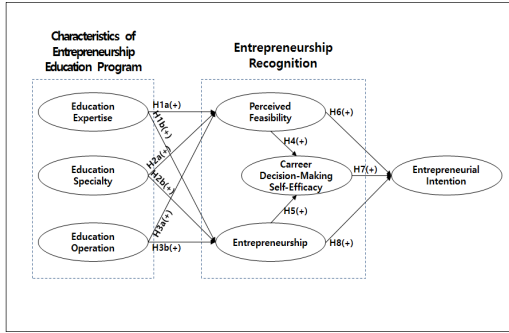 Characteristics of
Entrepreneurship
Education Program
Entrepreneurship
Recognition
Education
Expertise
Education
Specialty
Education
Operation
H1a(+)
H1b(+)
H2a(+)
H2b(+)
H3a(+)
H3b(+)
Perceived
Feasibility
H4(+)
Carreer
Decision-Making
Self-Efficacy
H5(+)
Entrepreneurship
H6(+)
H7(+)
H8(+)
Entrepreneurial
Intention